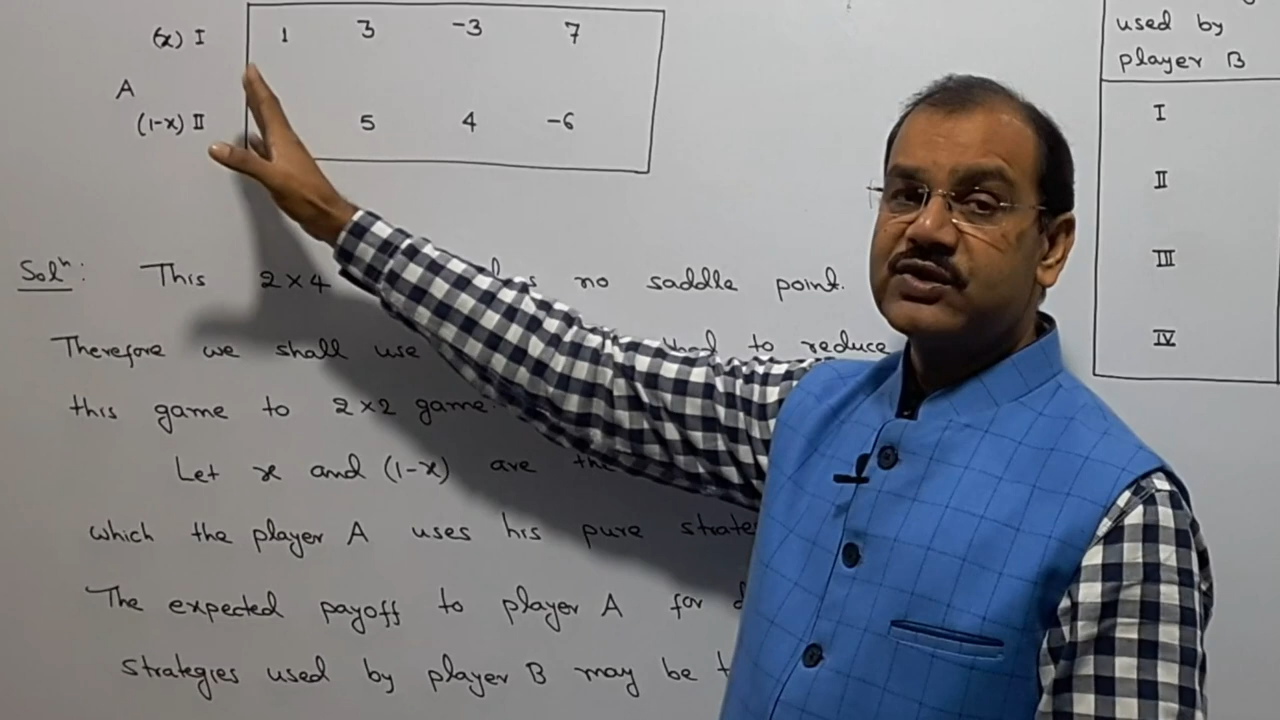 used by
player B
(x) I 1 3 -3 7
A
(1-x) II 5 4 -6
I
II
III
IV
Solⁿ: This 2×4 no saddle point.
Therefore we shall use to reduce
this game to 2×2 game.
Let x and (1-x) are the
which the player A uses his pure
The expected payoff to player A for
strategies used by player B may be